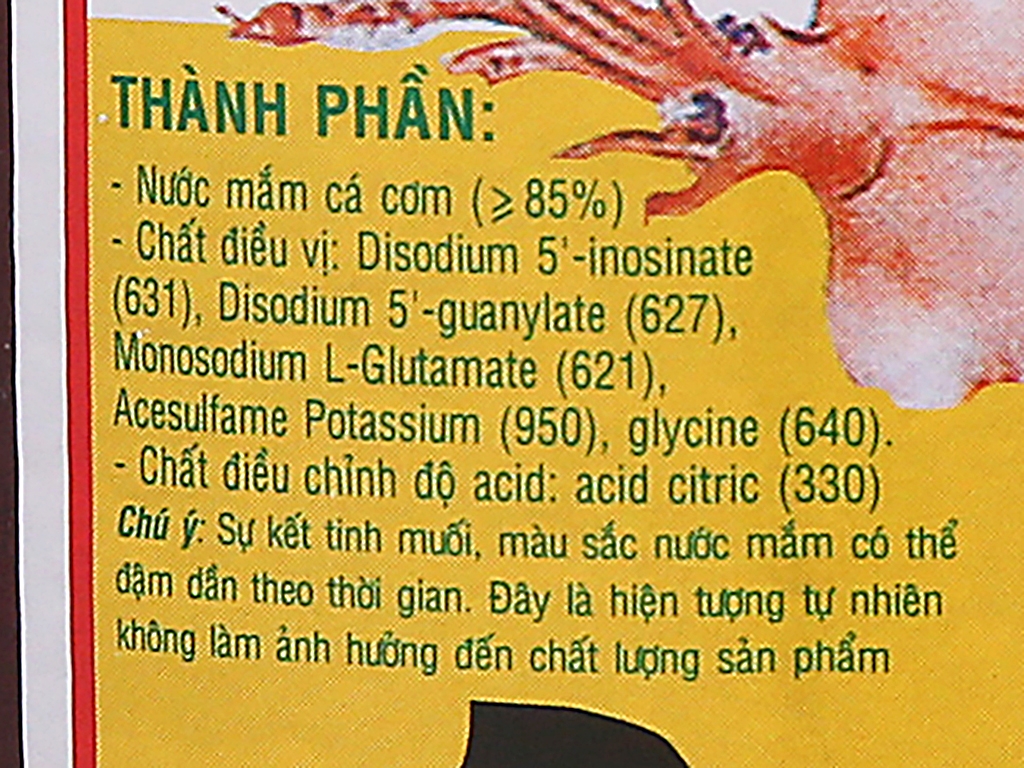 THÀNH PHẦN:
- Nước mắm cá cơm (⩾ 85%)
- Chất điều vị: Disodium 5'-inosinate
(631), Disodium 5'-guanylate (627),
Monosodium L-Glutamate (621),
Acesulfame Potassium (950), glycine (640).
- Chất điều chỉnh độ acid: acid citric (330)
Chú ý: Sự kết tinh muối, màu sắc nước mắm có thể
đậm dần theo thời gian. Đây là hiện tượng tự nhiên
không làm ảnh hưởng đến chất lượng sản phẩm